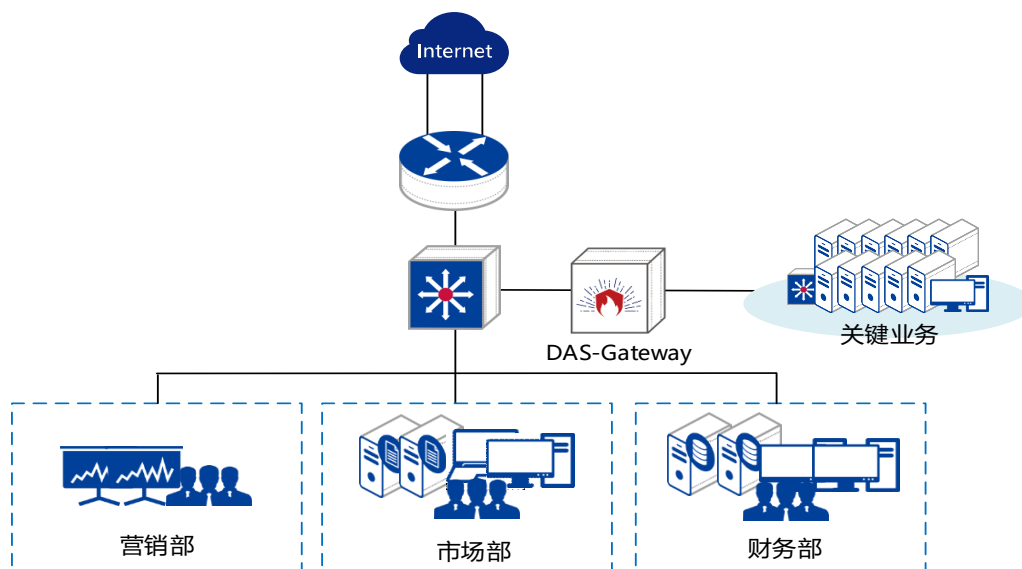 Internet
DAS-Gateway
关键业务
营销部
市场部
财务部